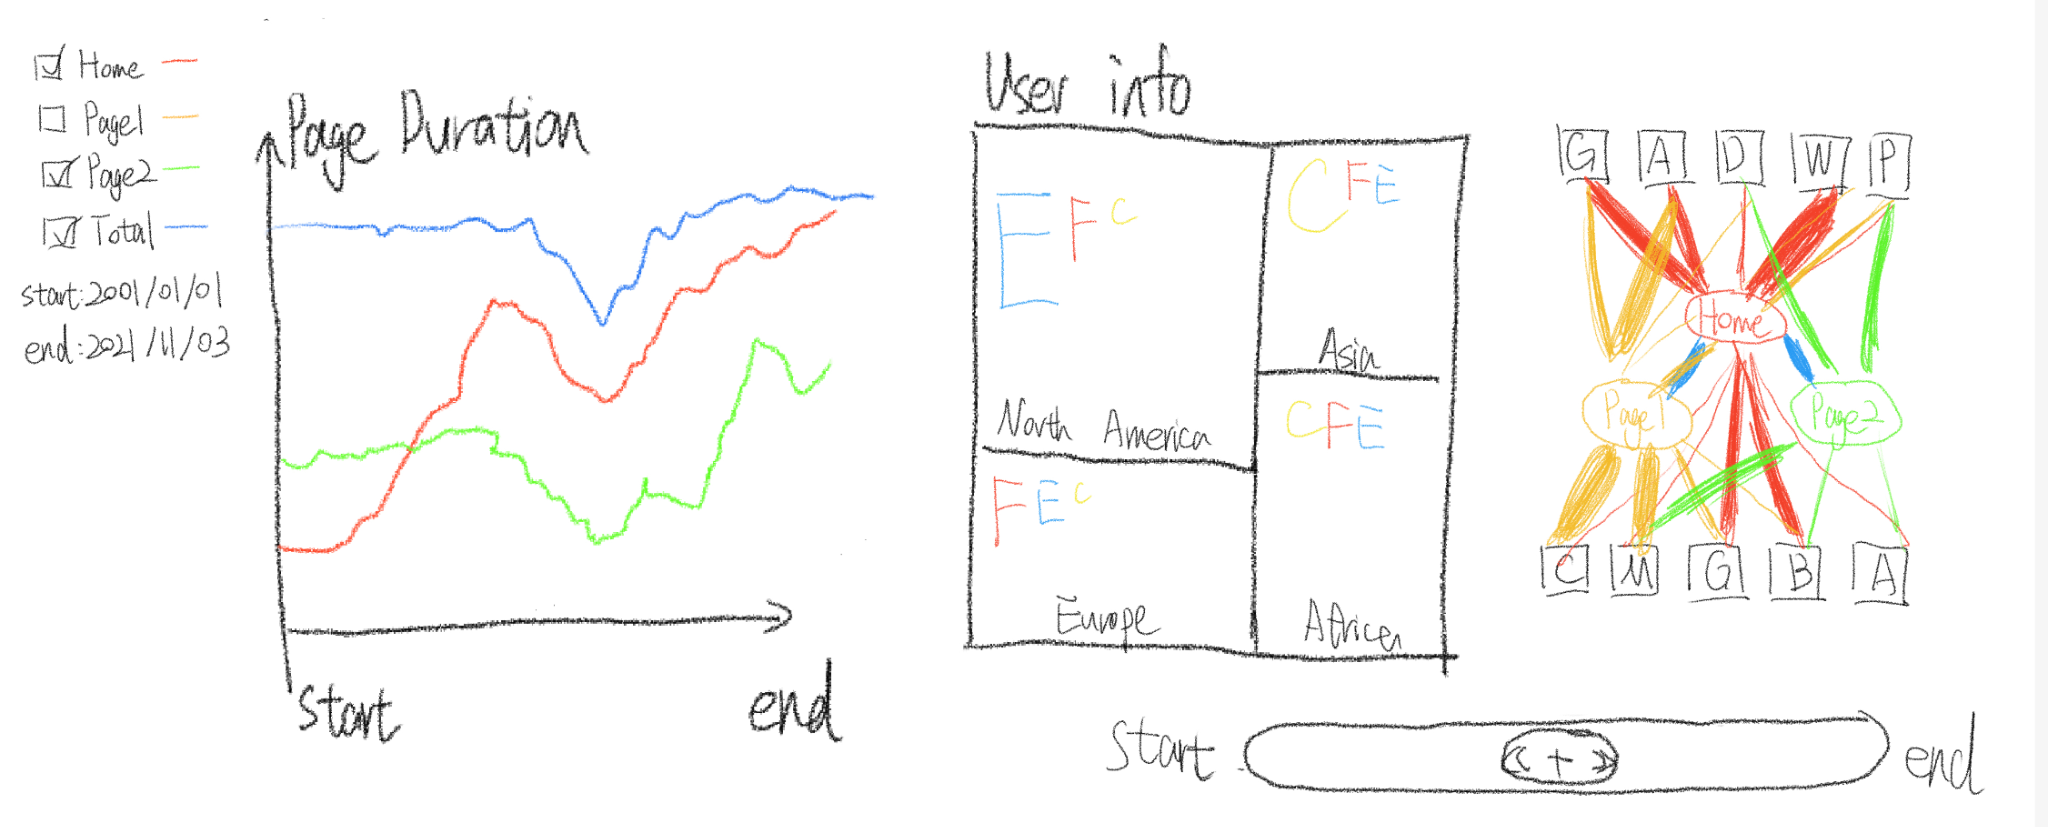 Home
Page1
Page2
Total
start:2001/01/01
end:2021/11/03
Page Duration
start
end
User info
E F C
North America
C F E
Asia
F E C
Europe
C F E
Africa
G A D W P
Home
Page1
Page2
C M G B A
start
« + »
end